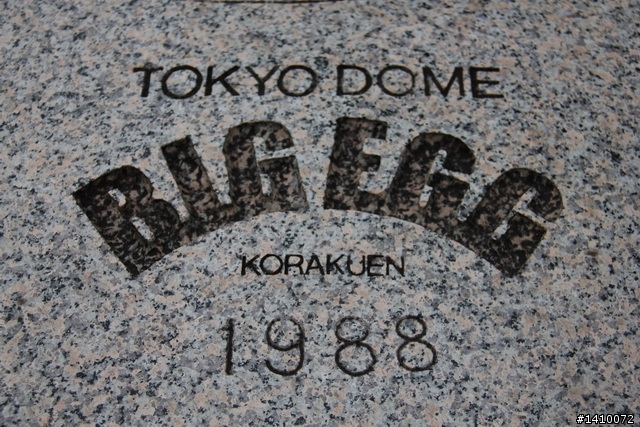 TOKYO DOME
BIG EGG
KORAKUEN
1988
#1410072